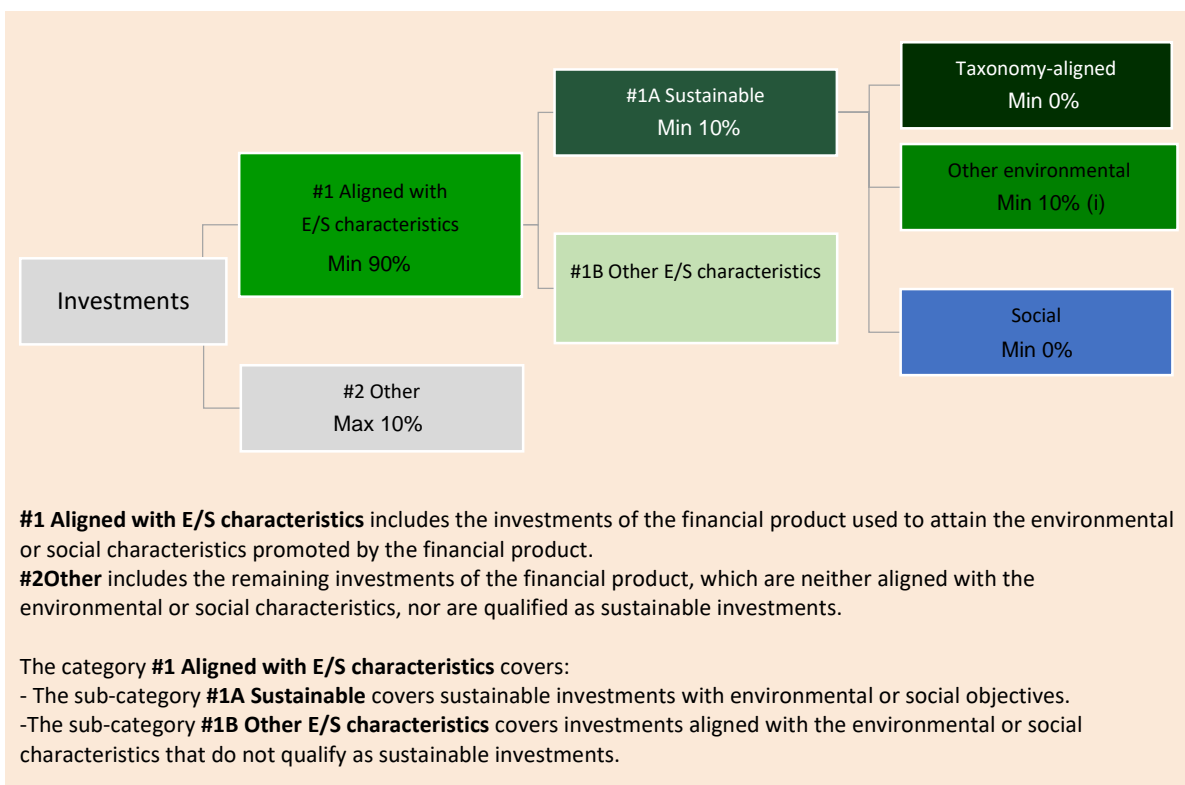 Investments
#1 Aligned with
E/S characteristics
Min 90%
#2 Other
Max 10%
#1A Sustainable
Min 10%
#1B Other E/S characteristics
Taxonomy-aligned
Min 0%
Other environmental
Min 10% (i)
Social
Min 0%
#1 Aligned with E/S characteristics includes the investments of the financial product used to attain the environmental
or social characteristics promoted by the financial product.
#2Other includes the remaining investments of the financial product, which are neither aligned with the
environmental or social characteristics, nor are qualified as sustainable investments.
The category #1 Aligned with E/S characteristics covers:
- The sub-category #1A Sustainable covers sustainable investments with environmental or social objectives.
-The sub-category #1B Other E/S characteristics covers investments aligned with the environmental or social
characteristics that do not qualify as sustainable investments.